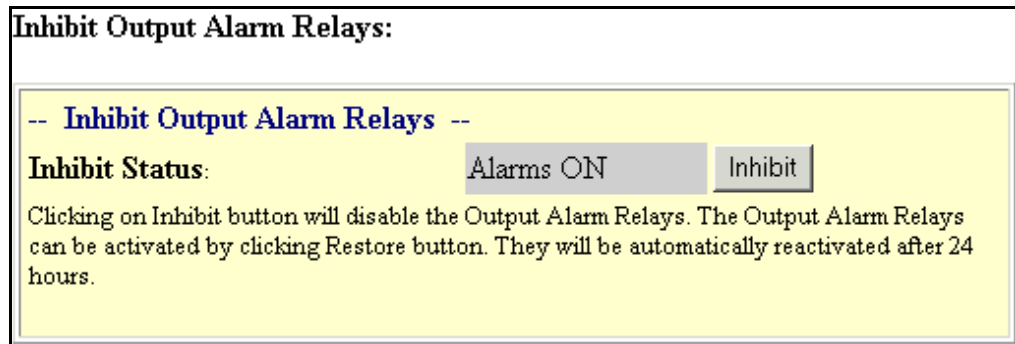 Inhibit Output Alarm Relays:
-- Inhibit Output Alarm Relays --
Inhibit Status: Alarms ON Inhibit
Clicking on Inhibit button will disable the Output Alarm Relays. The Output Alarm Relays
can be activated by clicking Restore button. They will be automatically reactivated after 24
hours.